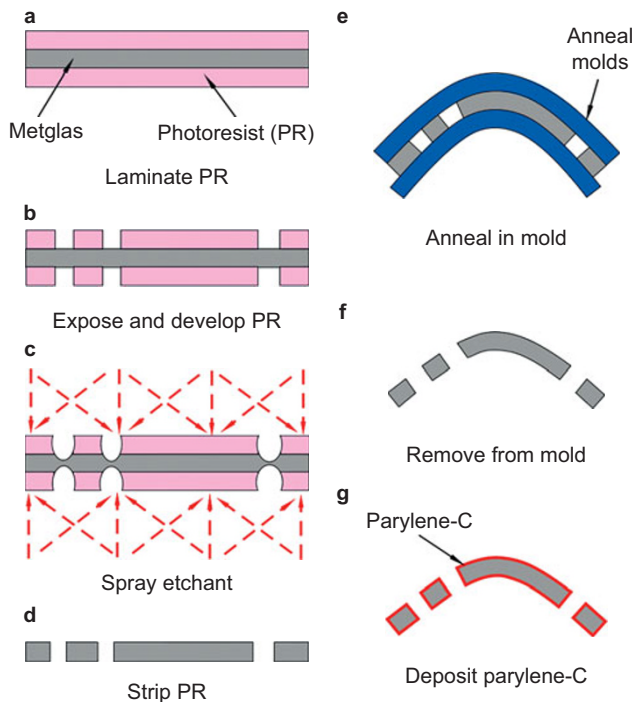 a
Metglas
Photoresist (PR)
Laminate PR
b
Expose and develop PR
c
Spray etchant
d
Strip PR
e
Anneal
molds
Anneal in mold
f
Remove from mold
g
Parylene-C
Deposit parylene-C